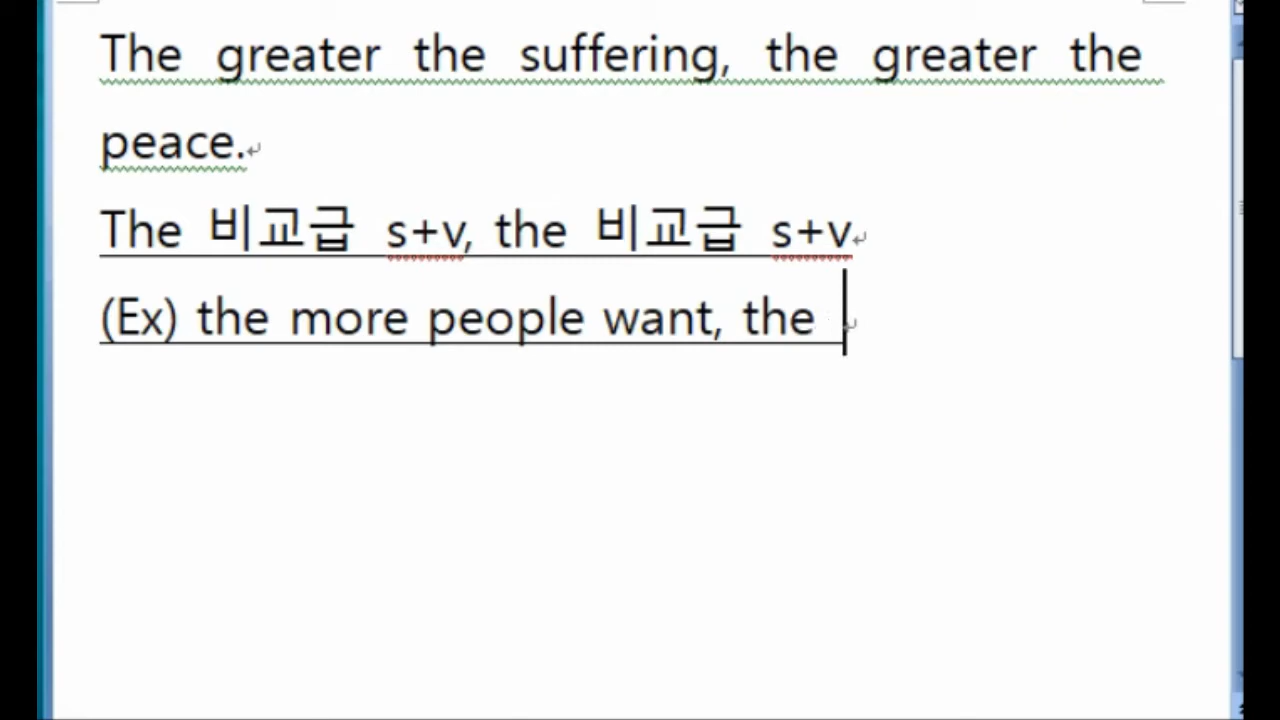 The greater the suffering, the greater the
peace.
The 비교급 s+v, the 비교급 s+v
(Ex) the more people want, the